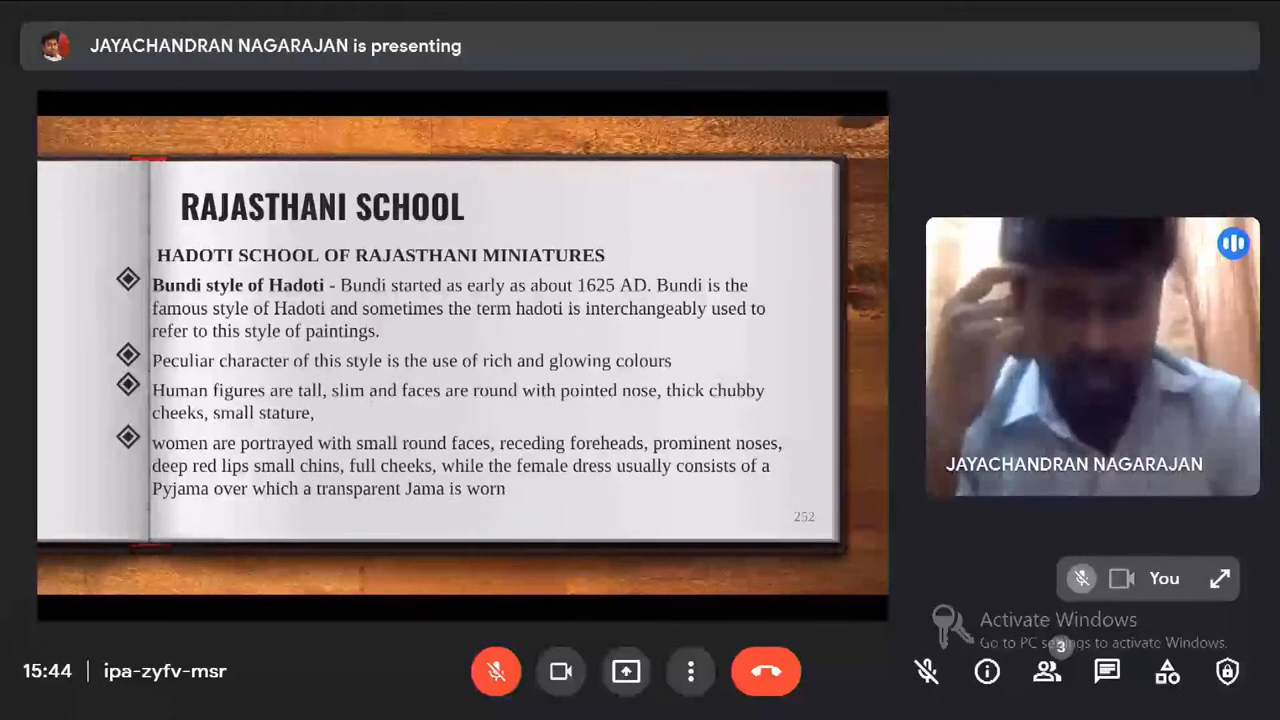 JAYACHANDRAN NAGARAJAN is presenting
RAJASTHANI SCHOOL
HADOTI SCHOOL OF RAJASTHANI MINIATURES
Bundi style of Hadoti - Bundi started as early as about 1625 AD. Bundi is the
famous style of Hadoti and sometimes the term hadoti is interchangeably used to
refer to this style of paintings.
Peculiar character of this style is the use of rich and glowing colours
Human figures are tall, slim and faces are round with pointed nose, thick chubby
cheeks, small stature,
women are portrayed with small round faces, receding foreheads, prominent noses,
deep red lips small chins, full cheeks, while the female dress usually consists of a
Pyjama over which a transparent Jama is worn
252
JAYACHANDRAN NAGARAJAN
You
Activate Windows
Go to PC settings to activate Windows.
3
15:44 | ipa-zyfv-msr